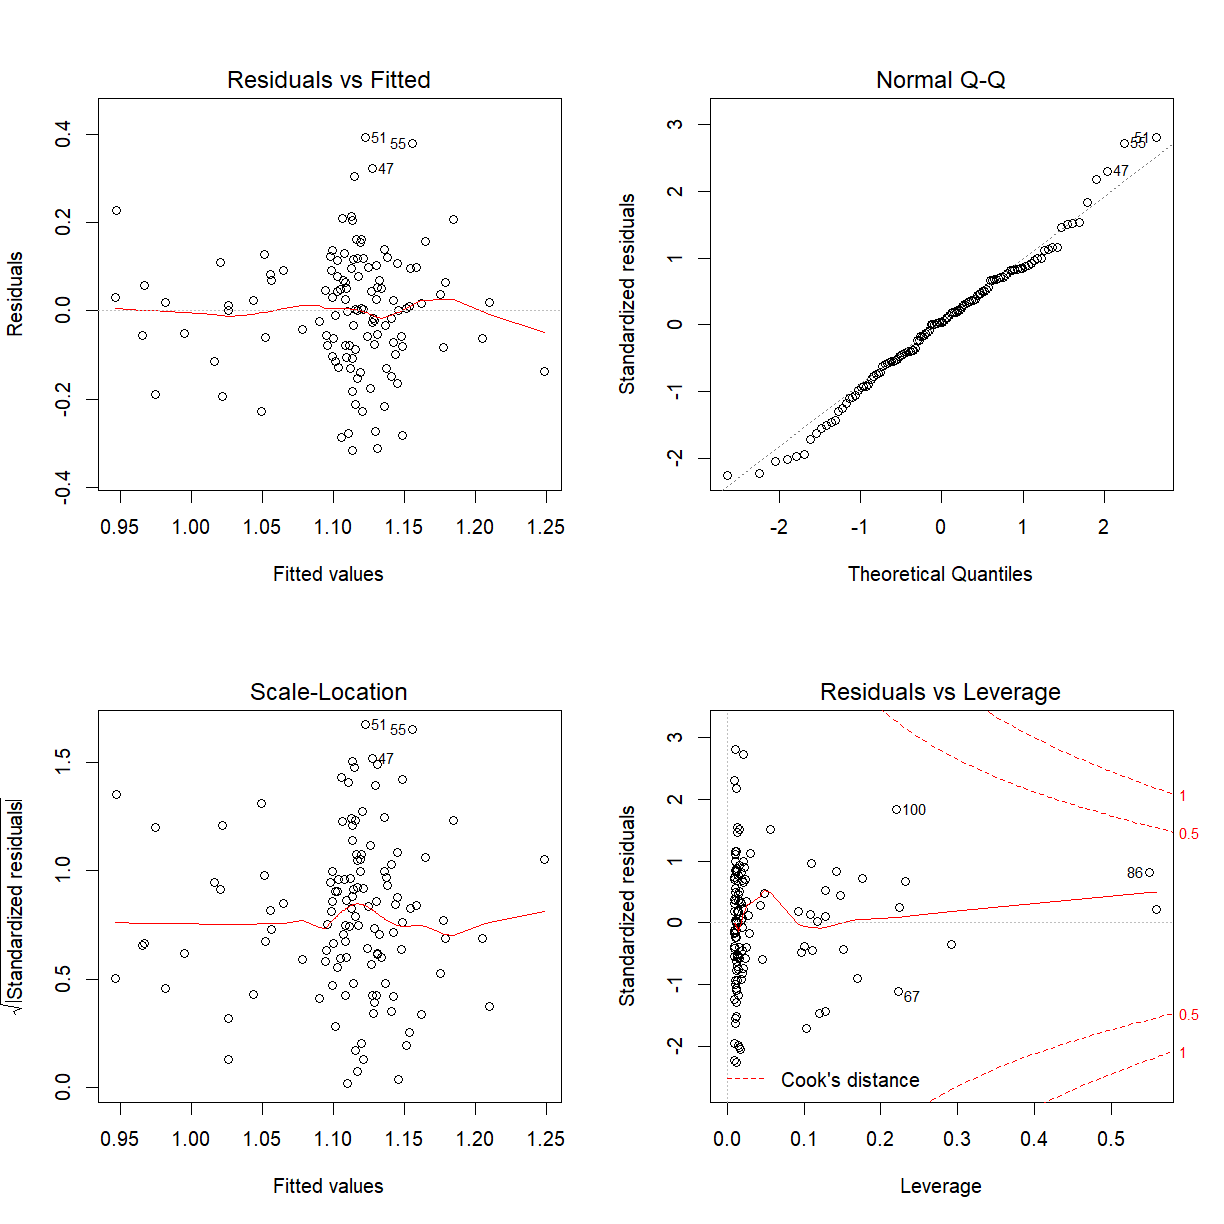 Residuals vs Fitted
Residuals
0.4
0.2
0.0
-0.2
-0.4
51
55
47
0.95 1.00 1.05 1.10 1.15 1.20 1.25
Fitted values
Normal Q-Q
Standardized residuals
3
2
1
0
-1
-2
51
55
47
-2 -1 0 1 2
Theoretical Quantiles
Scale-Location
√|Standardized residuals|
1.5
1.0
0.5
0.0
51
55
47
0.95 1.00 1.05 1.10 1.15 1.20 1.25
Fitted values
Residuals vs Leverage
Standardized residuals
3
2
1
0
-1
-2
1
100
0.5
86
67
0.5
1
Cook's distance
0.0 0.1 0.2 0.3 0.4 0.5
Leverage